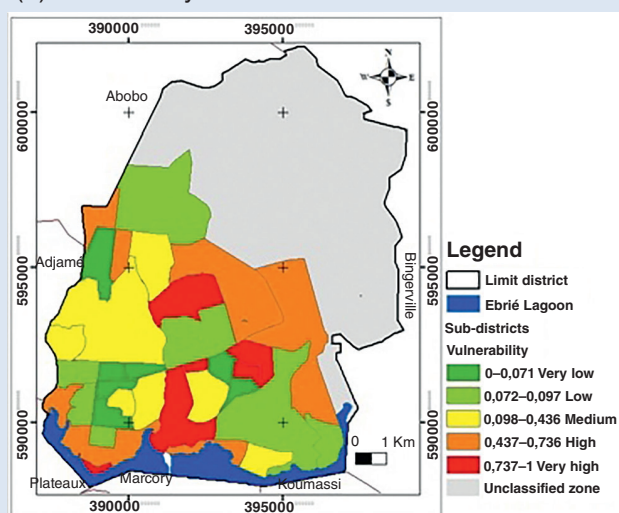 390000 395000
N
W E
S
Abobo
600000 600000
Adjamé
595000 Bingerville 595000
590000 590000
0 1 Km
Plateaux Marcory Koumassi
390000 395000
Legend
Limit district
Ebrié Lagoon
Sub-districts
Vulnerability
0–0,071 Very low
0,072–0,097 Low
0,098–0,436 Medium
0,437–0,736 High
0,737–1 Very high
Unclassified zone